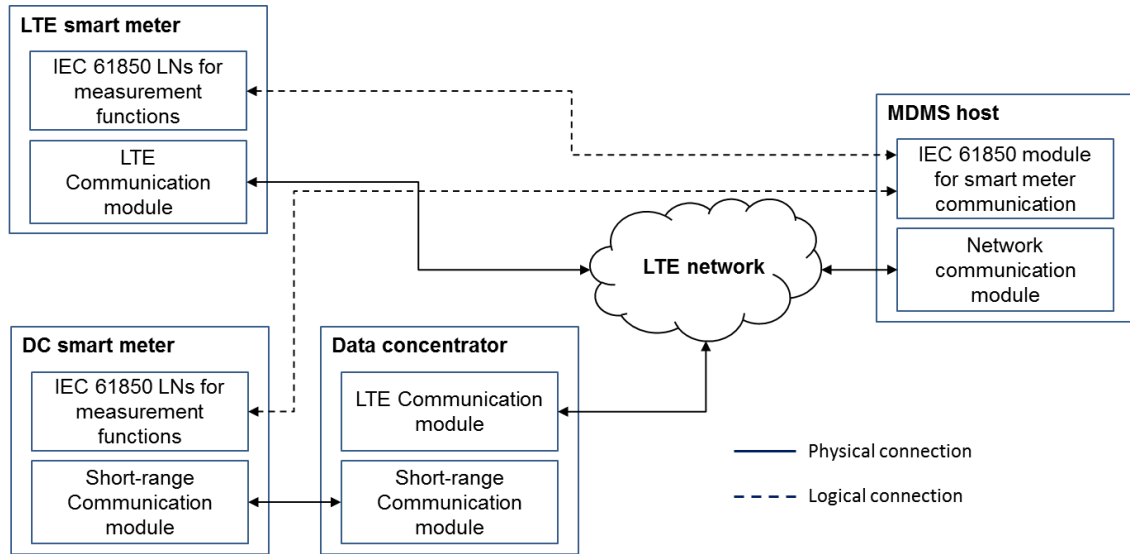 LTE smart meter
IEC 61850 LNs for
measurement
functions
LTE
Communication
module
MDMS host
IEC 61850 module
for smart meter
communication
Network
communication
module
LTE network
DC smart meter
IEC 61850 LNs for
measurement
functions
Short-range
Communication
module
Data concentrator
LTE Communication
module
Short-range
Communication
module
Physical connection
Logical connection